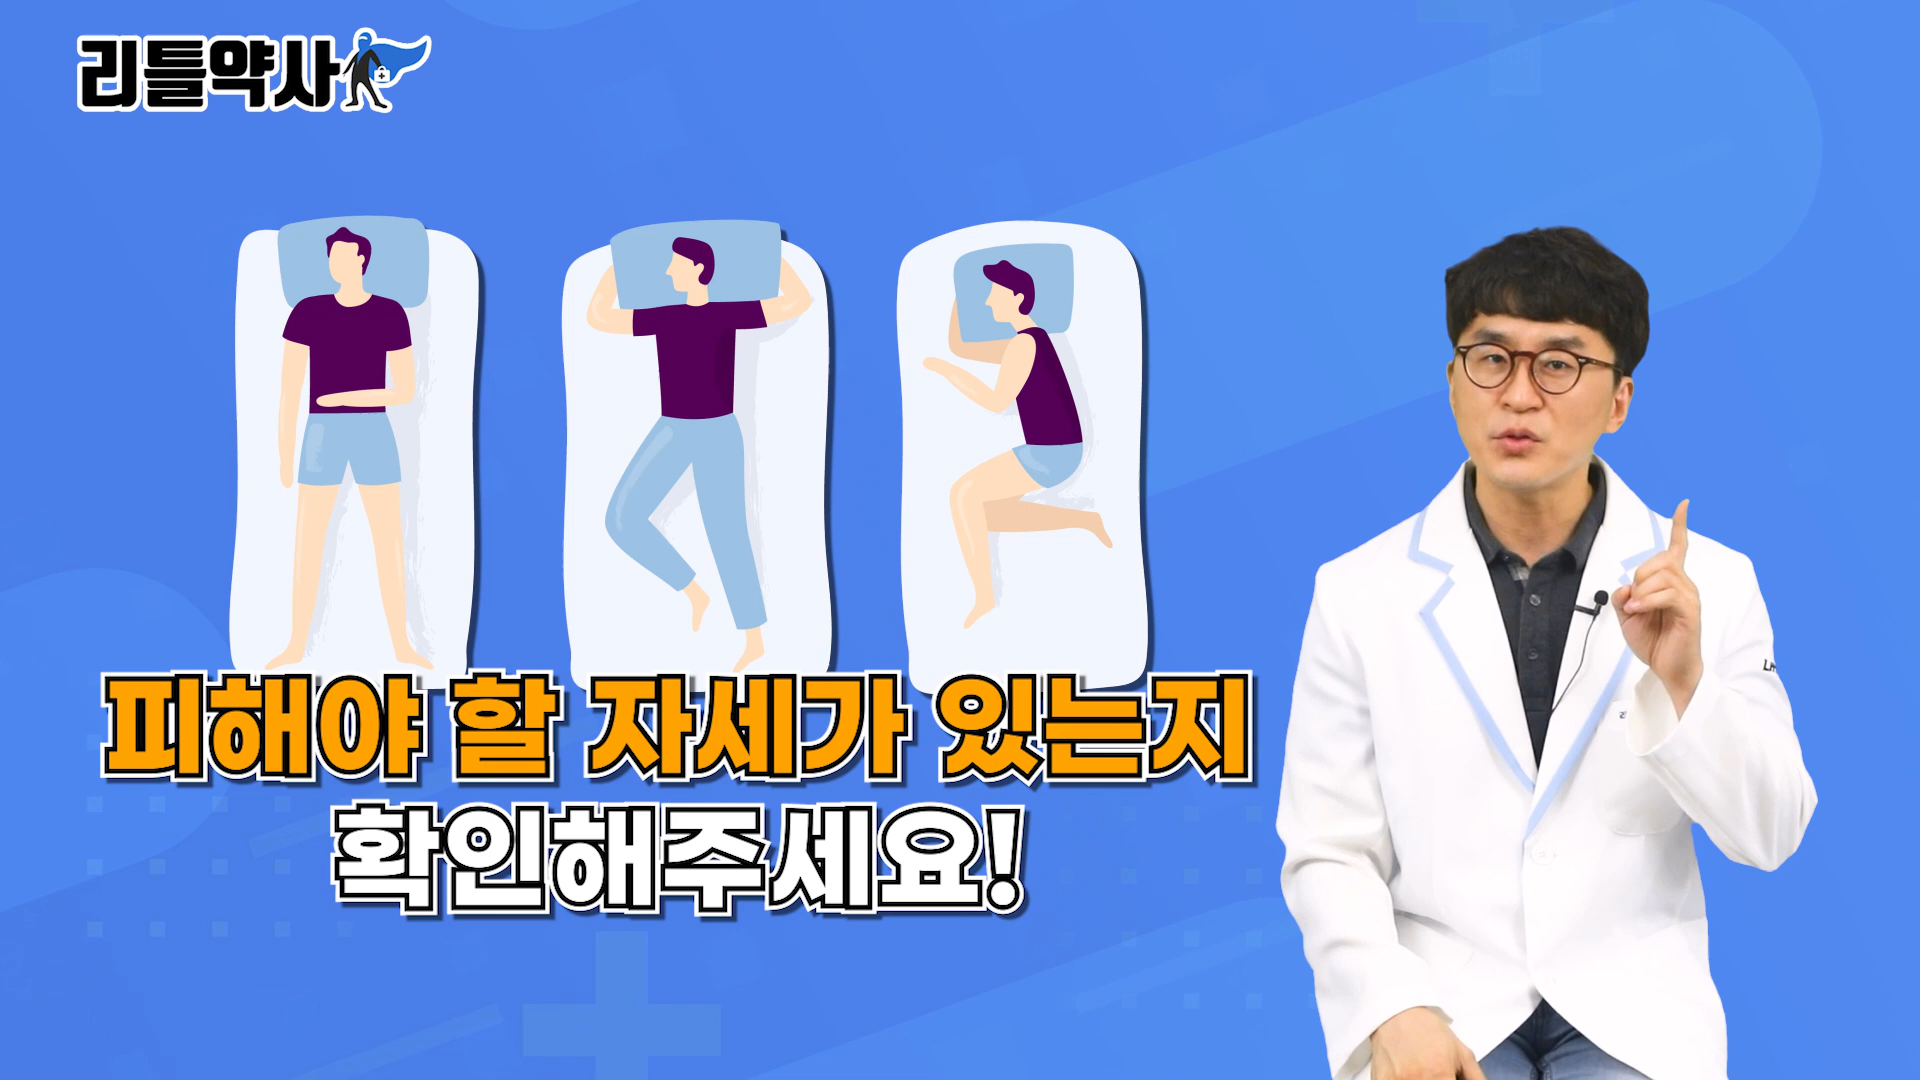 리틀약사
피해야 할 자세가 있는지
확인해주세요!